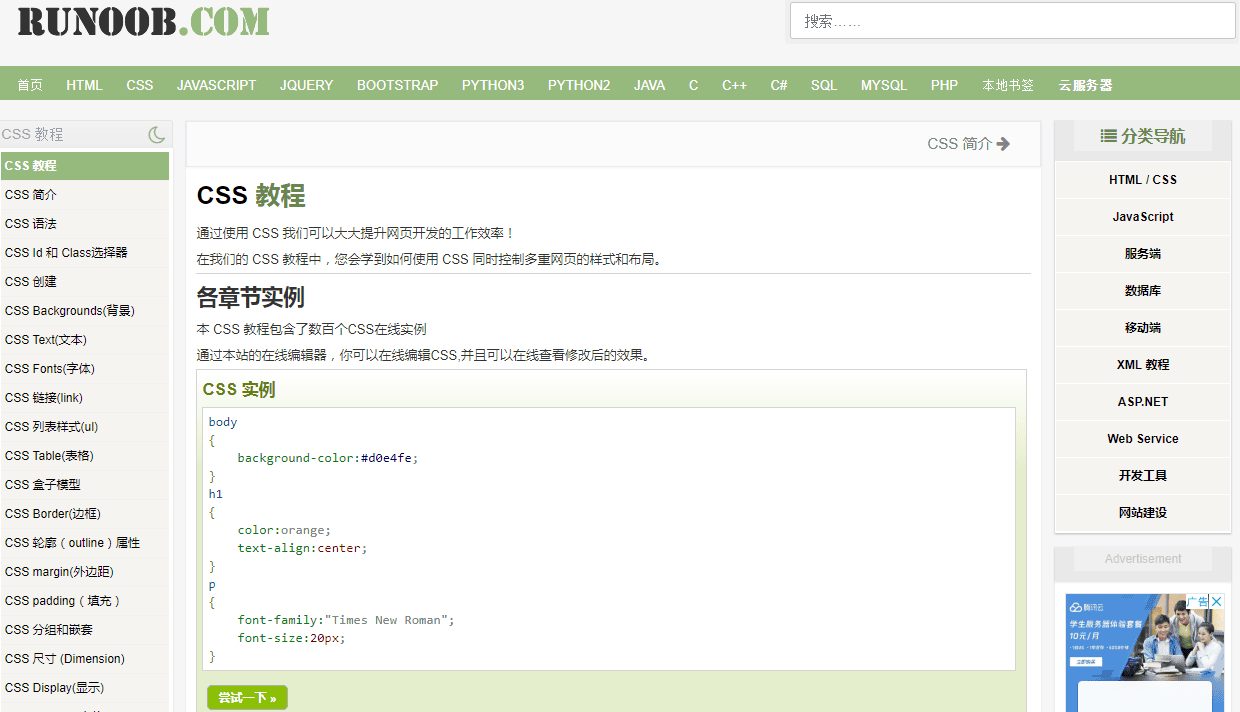 RUNOOB.COM
搜索……
首页 HTML CSS JAVASCRIPT JQUERY BOOTSTRAP PYTHON3 PYTHON2 JAVA C C++ C# SQL MYSQL PHP 本地书签 云服务器
CSS 教程
CSS 教程
CSS 简介
CSS 语法
CSS Id 和 Class选择器
CSS 创建
CSS Backgrounds(背景)
CSS Text(文本)
CSS Fonts(字体)
CSS 链接(link)
CSS 列表样式(ul)
CSS Table(表格)
CSS 盒子模型
CSS Border(边框)
CSS 轮廓（outline）属性
CSS margin(外边距)
CSS padding（填充）
CSS 分组和嵌套
CSS 尺寸 (Dimension)
CSS Display(显示)
CSS 简介
CSS 教程
通过使用 CSS 我们可以大大提升网页开发的工作效率！
在我们的 CSS 教程中，您会学到如何使用 CSS 同时控制多重网页的样式和布局。
各章节实例
本 CSS 教程包含了数百个CSS在线实例
通过本站的在线编辑器，你可以在线编辑CSS,并且可以在线查看修改后的效果。
CSS 实例
body
{
background-color:#d0e4fe;
}
h1
{
color:orange;
text-align:center;
}
p
{
font-family:"Times New Roman";
font-size:20px;
}
尝试一下 »
分类导航
HTML / CSS
JavaScript
服务端
数据库
移动端
XML 教程
ASP.NET
Web Service
开发工具
网站建设
Advertisement
广告
腾讯云
学生服务器体验套餐
10元/月